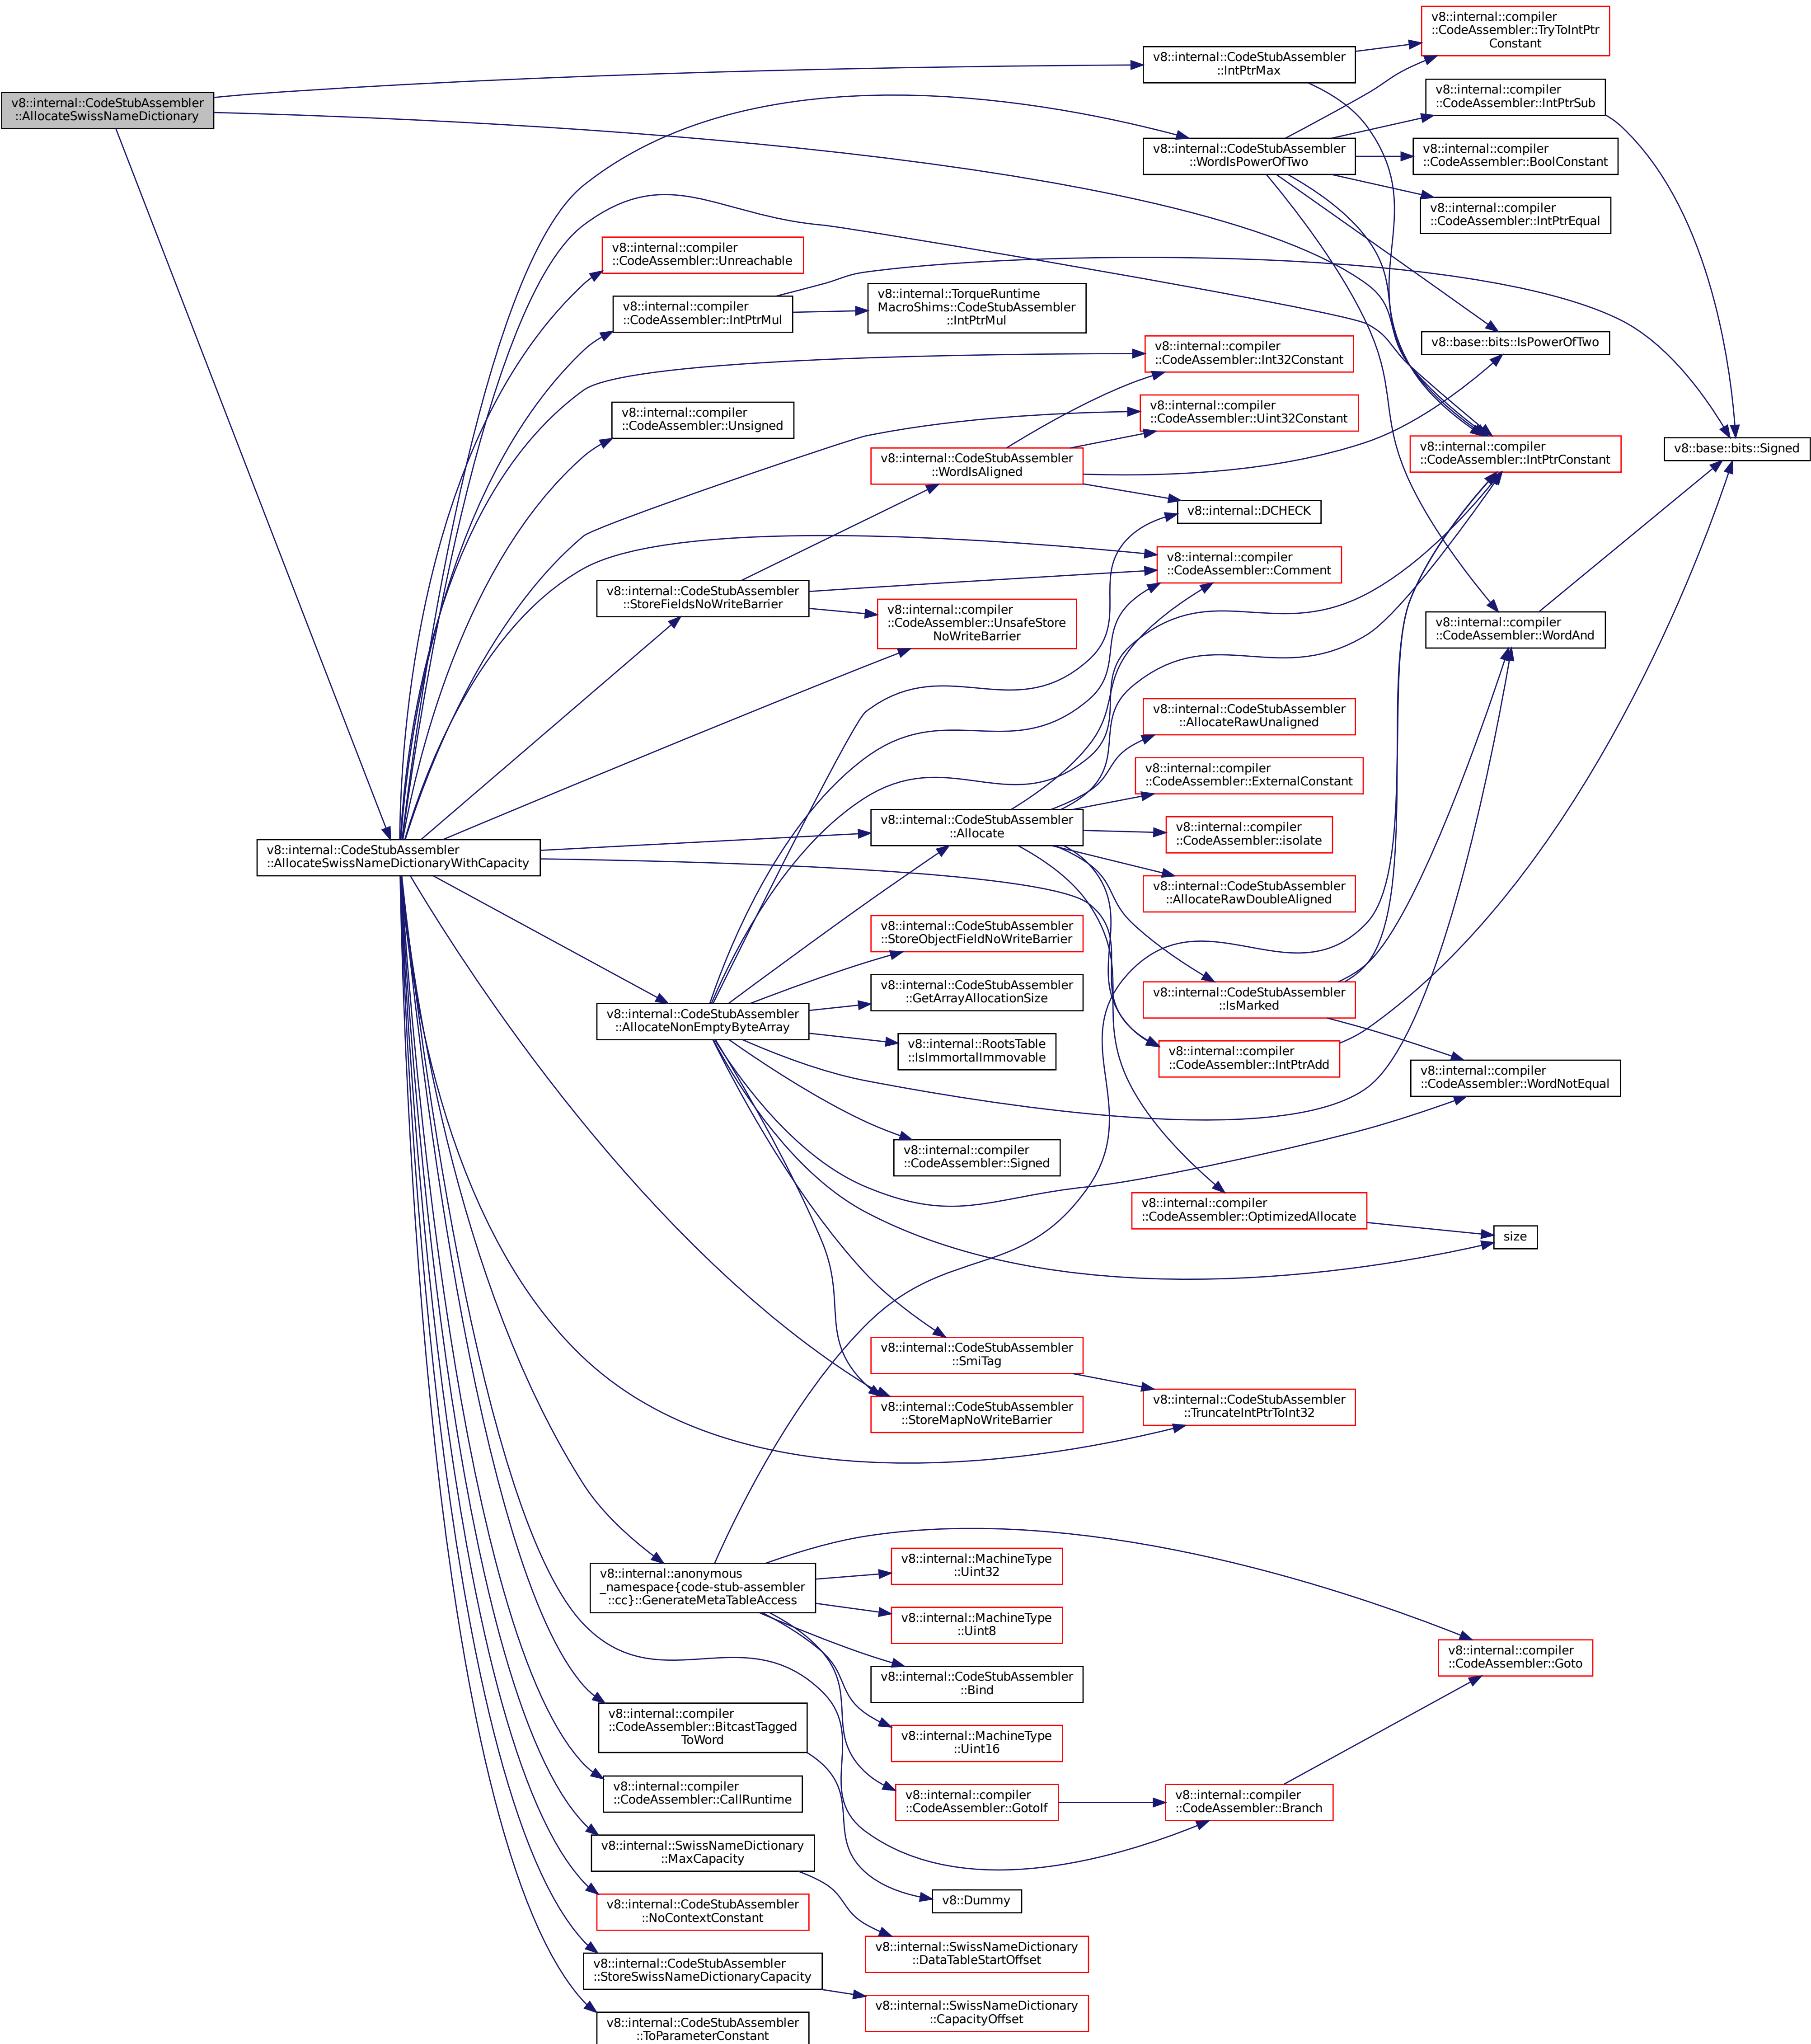 v8::internal::CodeStubAssembler
::AllocateSwissNameDictionary
v8::internal::CodeStubAssembler
::AllocateSwissNameDictionaryWithCapacity
v8::internal::compiler
::CodeAssembler::Unreachable
v8::internal::compiler
::CodeAssembler::IntPtrMul
v8::internal::compiler
::CodeAssembler::Unsigned
v8::internal::CodeStubAssembler
::StoreFieldsNoWriteBarrier
v8::internal::CodeStubAssembler
::AllocateNonEmptyByteArray
v8::internal::anonymous
_namespace{code-stub-assembler
::cc}::GenerateMetaTableAccess
v8::internal::compiler
::CodeAssembler::BitcastTagged
ToWord
v8::internal::compiler
::CodeAssembler::CallRuntime
v8::internal::SwissNameDictionary
::MaxCapacity
v8::internal::CodeStubAssembler
::NoContextConstant
v8::internal::CodeStubAssembler
::StoreSwissNameDictionaryCapacity
v8::internal::CodeStubAssembler
::ToParameterConstant
v8::internal::TorqueRuntime
MacroShims::CodeStubAssembler
::IntPtrMul
v8::internal::CodeStubAssembler
::WordIsAligned
v8::internal::compiler
::CodeAssembler::UnsafeStore
NoWriteBarrier
v8::internal::CodeStubAssembler
::Allocate
v8::internal::CodeStubAssembler
::StoreObjectFieldNoWriteBarrier
v8::internal::CodeStubAssembler
::GetArrayAllocationSize
v8::internal::RootsTable
::IsImmortalImmovable
v8::internal::compiler
::CodeAssembler::Signed
v8::internal::CodeStubAssembler
::SmiTag
v8::internal::CodeStubAssembler
::StoreMapNoWriteBarrier
v8::internal::MachineType
::Uint32
v8::internal::MachineType
::Uint8
v8::internal::CodeStubAssembler
::Bind
v8::internal::MachineType
::Uint16
v8::internal::compiler
::CodeAssembler::GotoIf
v8::Dummy
v8::internal::SwissNameDictionary
::DataTableStartOffset
v8::internal::SwissNameDictionary
::CapacityOffset
v8::internal::CodeStubAssembler
::IntPtrMax
v8::internal::CodeStubAssembler
::WordIsPowerOfTwo
v8::internal::compiler
::CodeAssembler::Int32Constant
v8::internal::compiler
::CodeAssembler::Uint32Constant
v8::internal::DCHECK
v8::internal::compiler
::CodeAssembler::Comment
v8::internal::CodeStubAssembler
::AllocateRawUnaligned
v8::internal::compiler
::CodeAssembler::ExternalConstant
v8::internal::compiler
::CodeAssembler::isolate
v8::internal::CodeStubAssembler
::AllocateRawDoubleAligned
v8::internal::CodeStubAssembler
::IsMarked
v8::internal::compiler
::CodeAssembler::IntPtrAdd
v8::internal::compiler
::CodeAssembler::OptimizedAllocate
v8::internal::CodeStubAssembler
::TruncateIntPtrToInt32
v8::internal::compiler
::CodeAssembler::Branch
v8::internal::compiler
::CodeAssembler::TryToIntPtr
Constant
v8::internal::compiler
::CodeAssembler::IntPtrSub
v8::internal::compiler
::CodeAssembler::BoolConstant
v8::internal::compiler
::CodeAssembler::IntPtrEqual
v8::base::bits::IsPowerOfTwo
v8::internal::compiler
::CodeAssembler::IntPtrConstant
v8::internal::compiler
::CodeAssembler::WordAnd
v8::internal::compiler
::CodeAssembler::WordNotEqual
size
v8::internal::compiler
::CodeAssembler::Goto
v8::base::bits::Signed